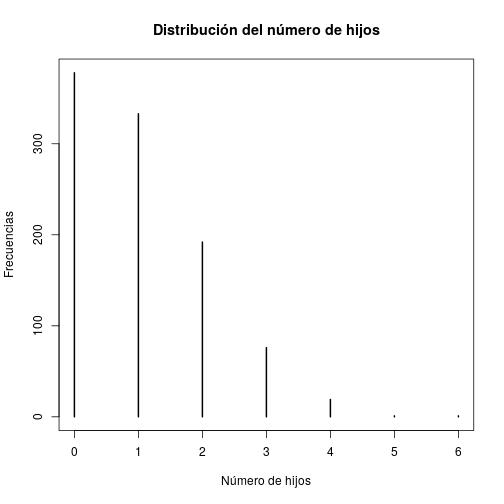 Distribución del número de hijos
Frecuencias
300
200
100
0
0 1 2 3 4 5 6
Número de hijos